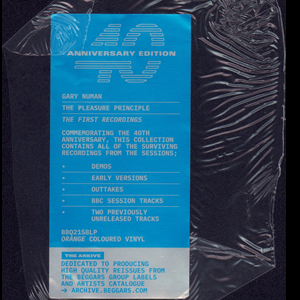 40
ANNIVERSARY EDITION
GARY NUMAN
THE PLEASURE PRINCIPLE
THE FIRST RECORDINGS
COMMEMORATING THE 40TH
ANNIVERSARY, THIS COLLECTION
CONTAINS ALL OF THE SURVIVING
RECORDINGS FROM THE SESSIONS;
• DEMOS
• EARLY VERSIONS
• OUTTAKES
• BBC SESSION TRACKS
• TWO PREVIOUSLY
UNRELEASED TRACKS
BBQ2158LP
ORANGE COLOURED VINYL
THE ARKIVE
DEDICATED TO PRODUCING
HIGH QUALITY REISSUES FROM
THE BEGGARS GROUP LABELS
AND ARTISTS CATALOGUE
→ ARCHIVE.BEGGARS.COM